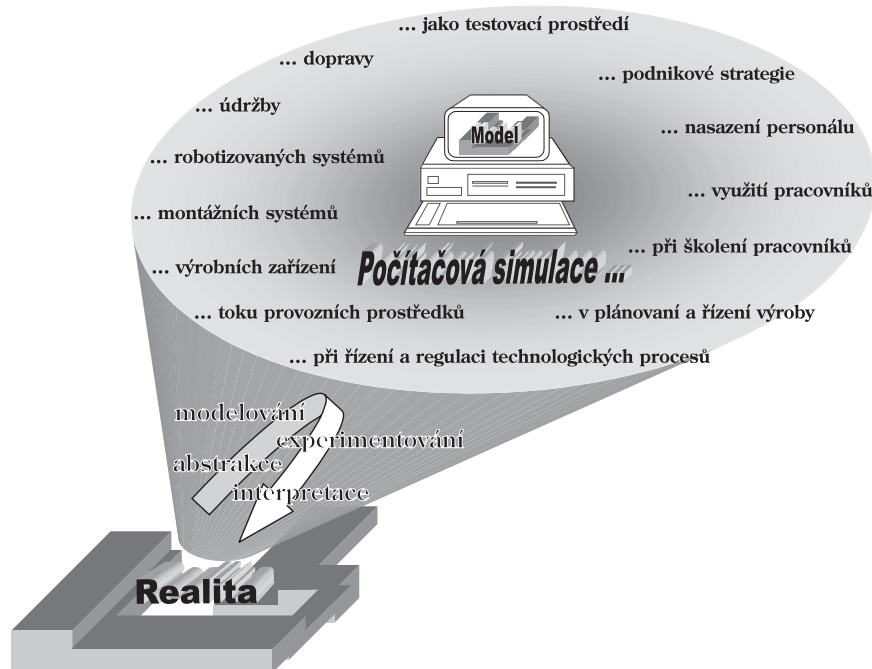 ... jako testovací prostředí
... dopravy
... podnikové strategie
... údržby
Model
... nasazení personálu
... robotizovaných systémů
... využití pracovníků
... montážních systémů
... při školení pracovníků
... výrobních zařízení
Počítačová simulace ...
... toku provozních prostředků
... v plánovaní a řízení výroby
... při řízení a regulaci technologických procesů
modelování
experimentování
abstrakce
interpretace
Realita